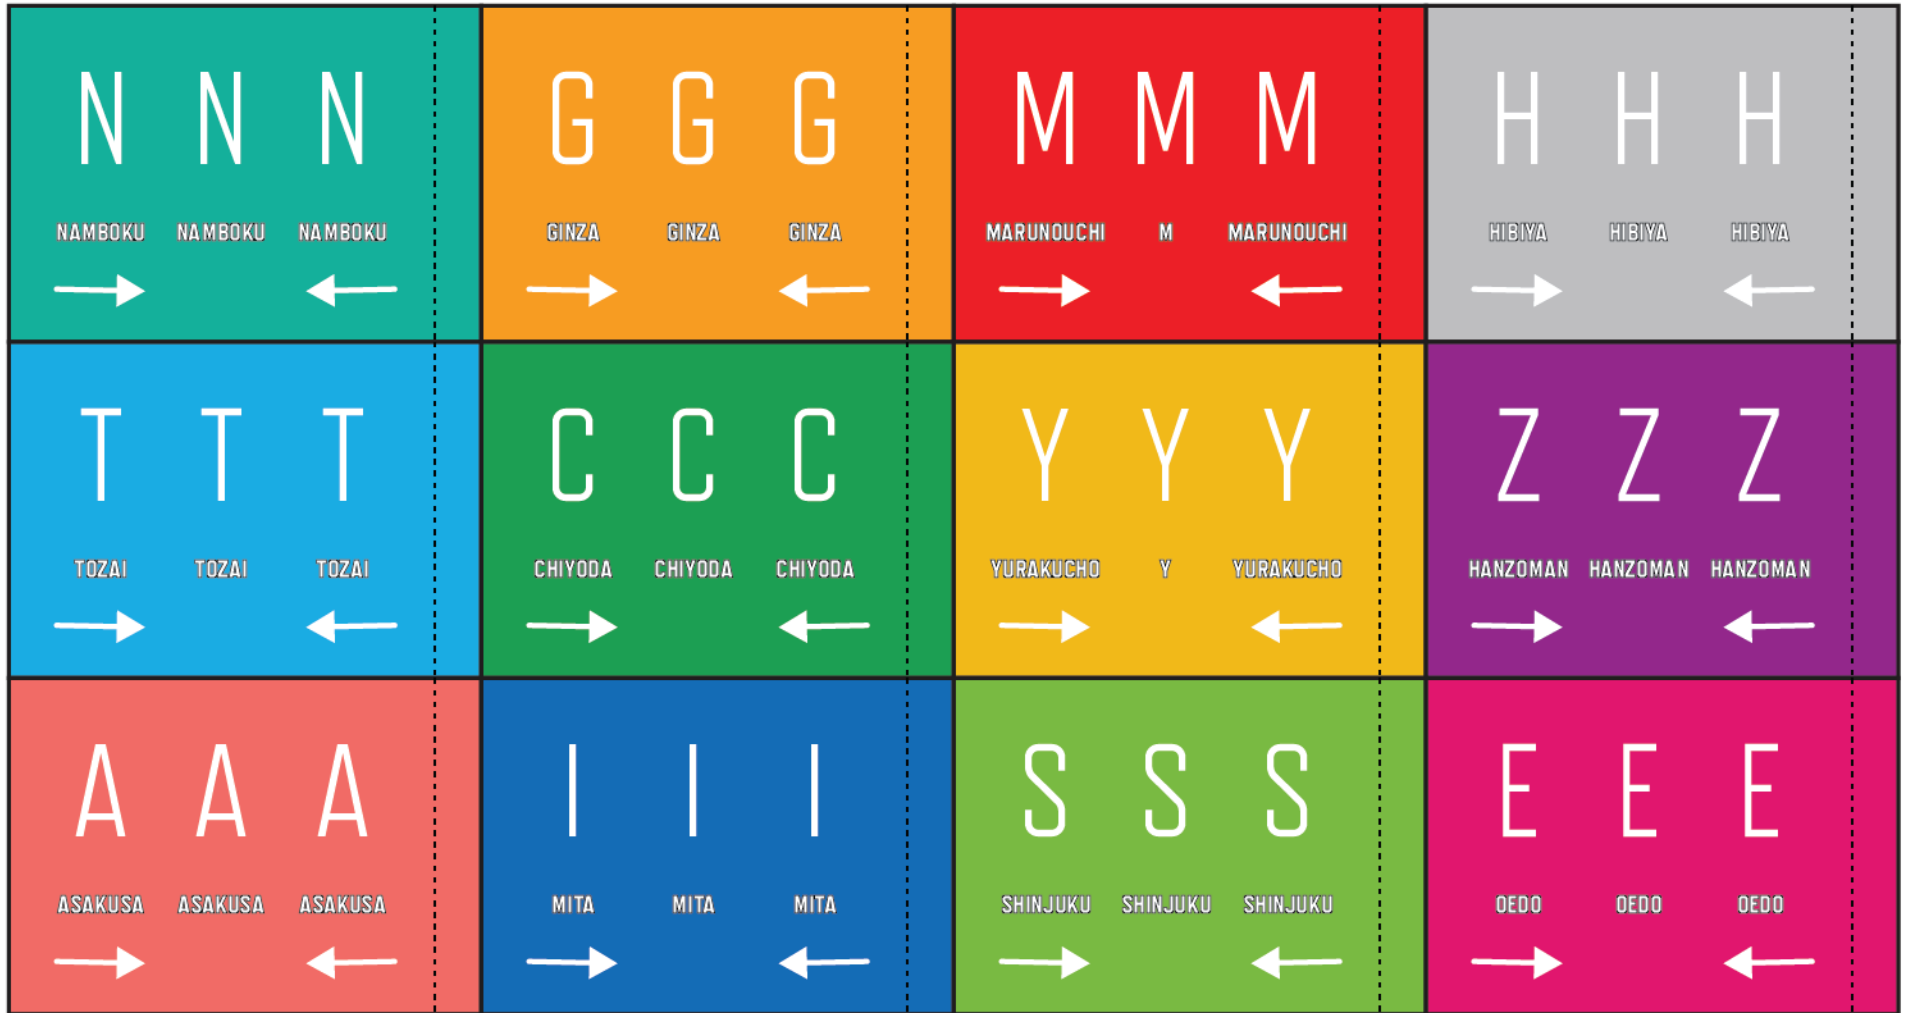 N N N
NAMBOKU NAMBOKU NAMBOKU
G G G
GINZA GINZA GINZA
M M M
MARUNOUCHI M MARUNOUCHI
H H H
HIBIYA HIBIYA HIBIYA
T T T
TOZAI TOZAI TOZAI
C C C
CHIYODA CHIYODA CHIYODA
Y Y Y
YURAKUCHO Y YURAKUCHO
Z Z Z
HANZOMAN HANZOMAN HANZOMAN
A A A
ASAKUSA ASAKUSA ASAKUSA
I I I
MITA MITA MITA
S S S
SHINJUKU SHINJUKU SHINJUKU
E E E
OEDO OEDO OEDO